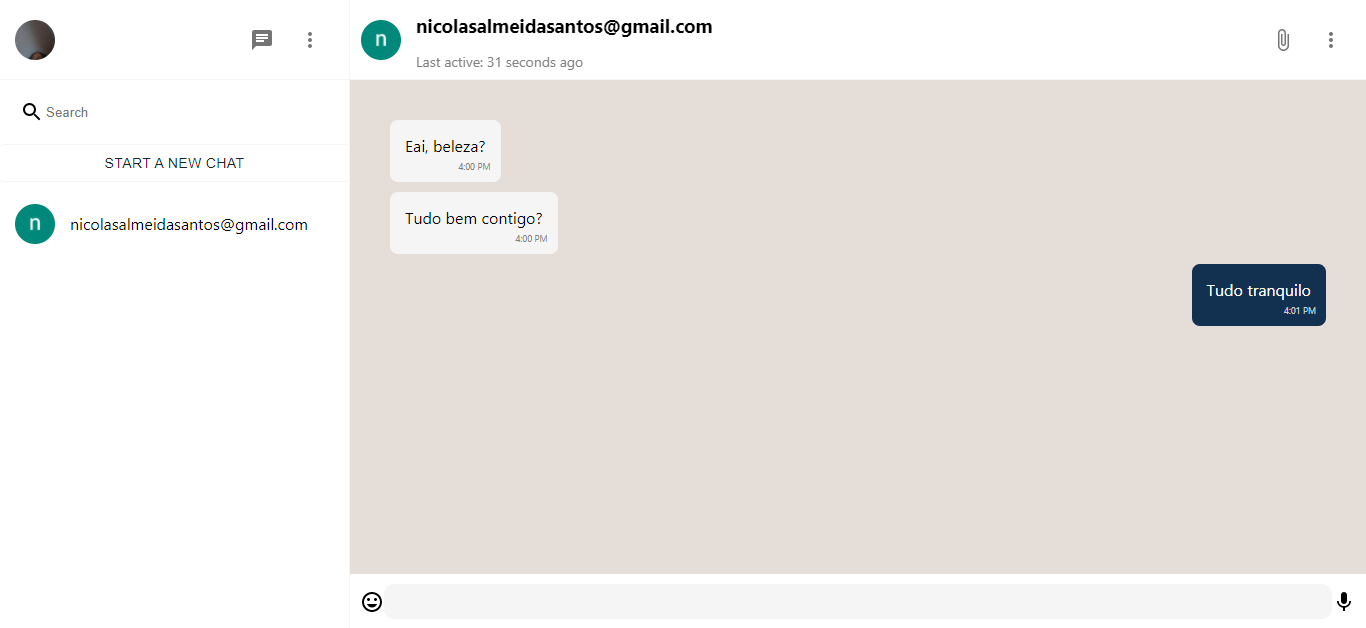 Search
START A NEW CHAT
n
nicolasalmeidasantos@gmail.com
n
nicolasalmeidasantos@gmail.com
Last active: 31 seconds ago
Eai, beleza?
4:00 PM
Tudo bem contigo?
4:00 PM
Tudo tranquilo
4:01 PM